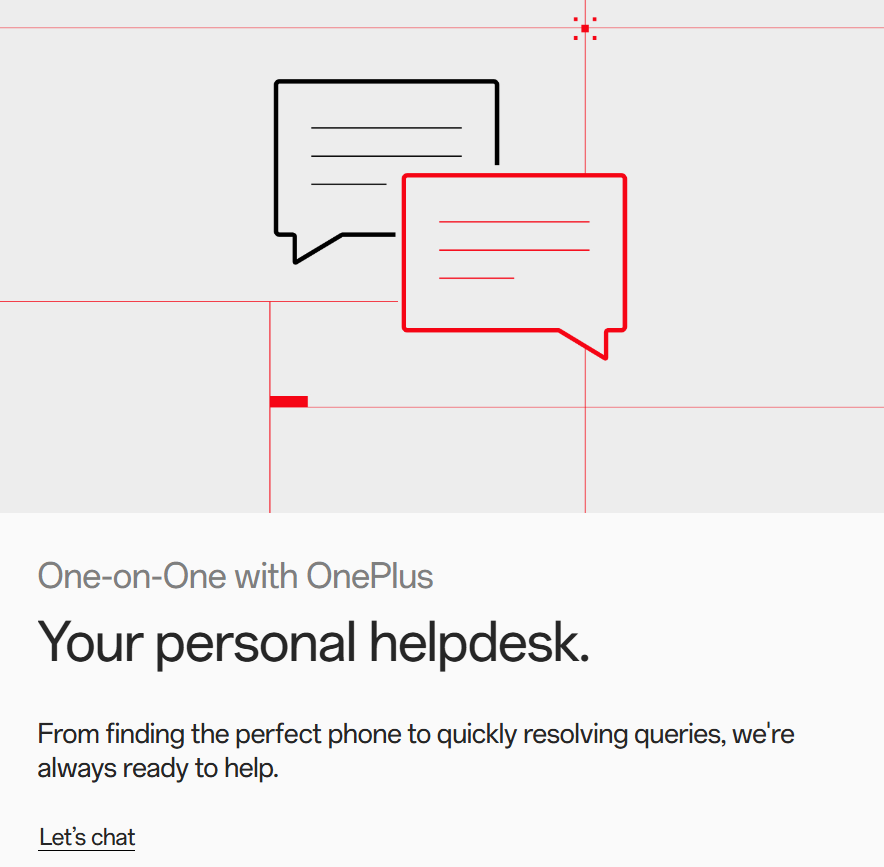 One-on-One with OnePlus
Your personal helpdesk.
From finding the perfect phone to quickly resolving queries, we're
always ready to help.
Let’s chat